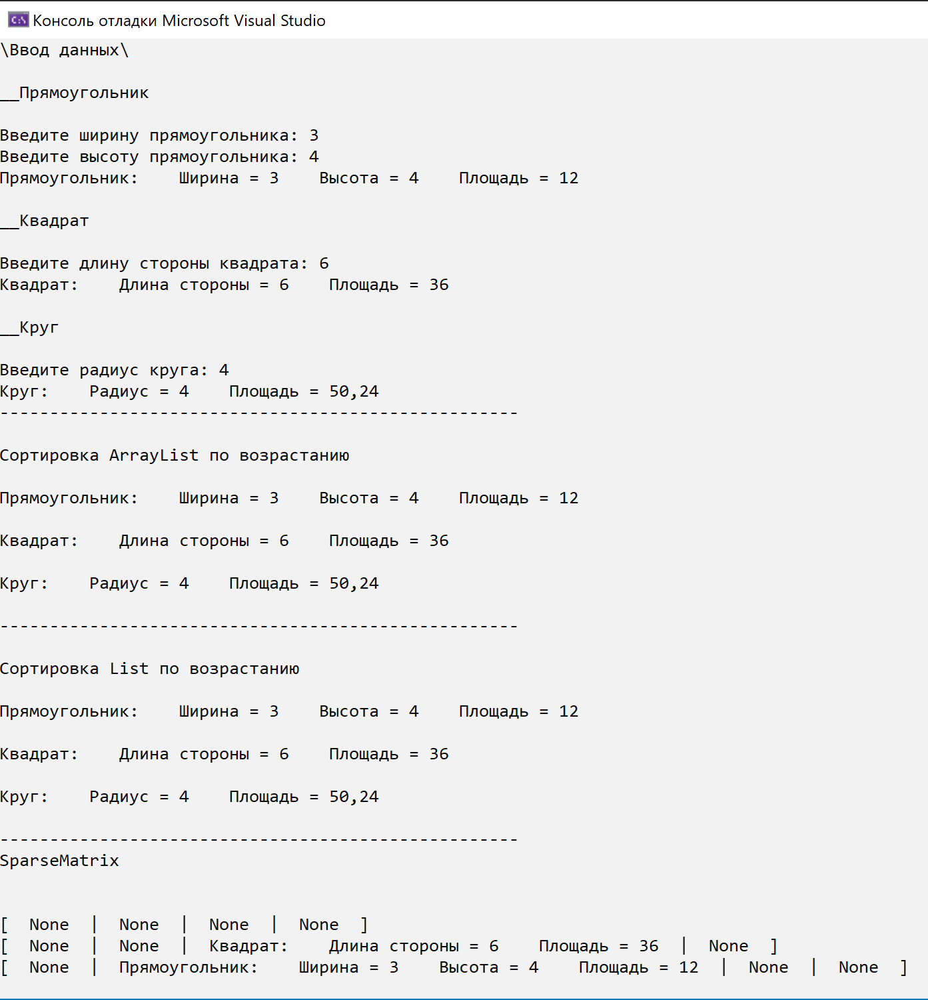 C:\ Консоль отладки Microsoft Visual Studio
\Ввод данных\
__Прямоугольник
Введите ширину прямоугольника: 3
Введите высоту прямоугольника: 4
Прямоугольник:    Ширина = 3    Высота = 4    Площадь = 12
__Квадрат
Введите длину стороны квадрата: 6
Квадрат:    Длина стороны = 6    Площадь = 36
__Круг
Введите радиус круга: 4
Круг:    Радиус = 4    Площадь = 50,24
----------------------------------------------------
Сортировка ArrayList по возрастанию
Прямоугольник:    Ширина = 3    Высота = 4    Площадь = 12
Квадрат:    Длина стороны = 6    Площадь = 36
Круг:    Радиус = 4    Площадь = 50,24
----------------------------------------------------
Сортировка List по возрастанию
Прямоугольник:    Ширина = 3    Высота = 4    Площадь = 12
Квадрат:    Длина стороны = 6    Площадь = 36
Круг:    Радиус = 4    Площадь = 50,24
----------------------------------------------------
SparseMatrix
[  None  |  None  |  None  |  None  ]
[  None  |  None  |  Квадрат:    Длина стороны = 6    Площадь = 36  |  None  ]
[  None  |  Прямоугольник:    Ширина = 3    Высота = 4    Площадь = 12  |  None  |  None  ]